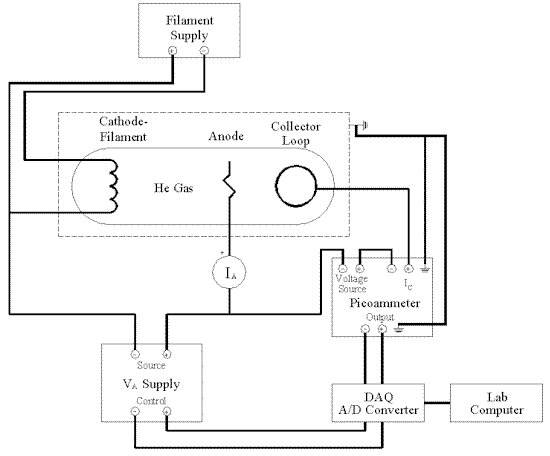 Filament
Supply
+ −
Cathode-
Filament
Anode
Collector
Loop
He Gas
+
I_A
− + − +
Voltage
Source
I_C
Picoammeter
Output
− +
− +
Source
V_A Supply
Control
− +
DAQ
A/D Converter
Lab
Computer